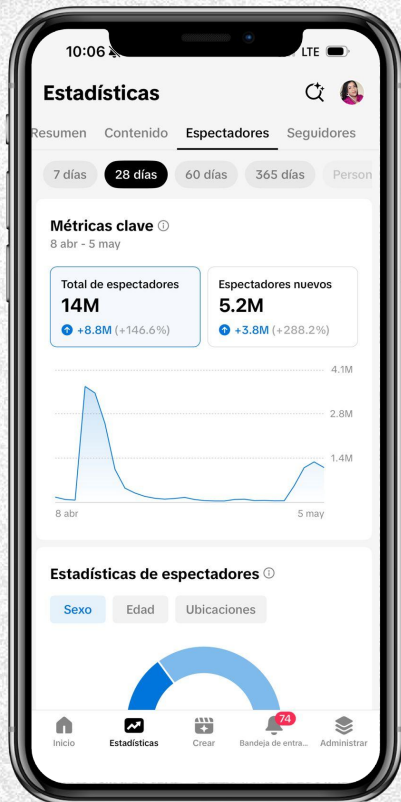 10:06
LTE
Estadísticas
Resumen Contenido Espectadores Seguidores
7 días 28 días 60 días 365 días Person
Métricas clave
8 abr - 5 may
Total de espectadores
14M
+8.8M (+146.6%)
Espectadores nuevos
5.2M
+3.8M (+288.2%)
4.1M
2.8M
1.4M
8 abr 5 may
Estadísticas de espectadores
Sexo Edad Ubicaciones
74
Inicio Estadísticas Crear Bandeja de entra... Administrar